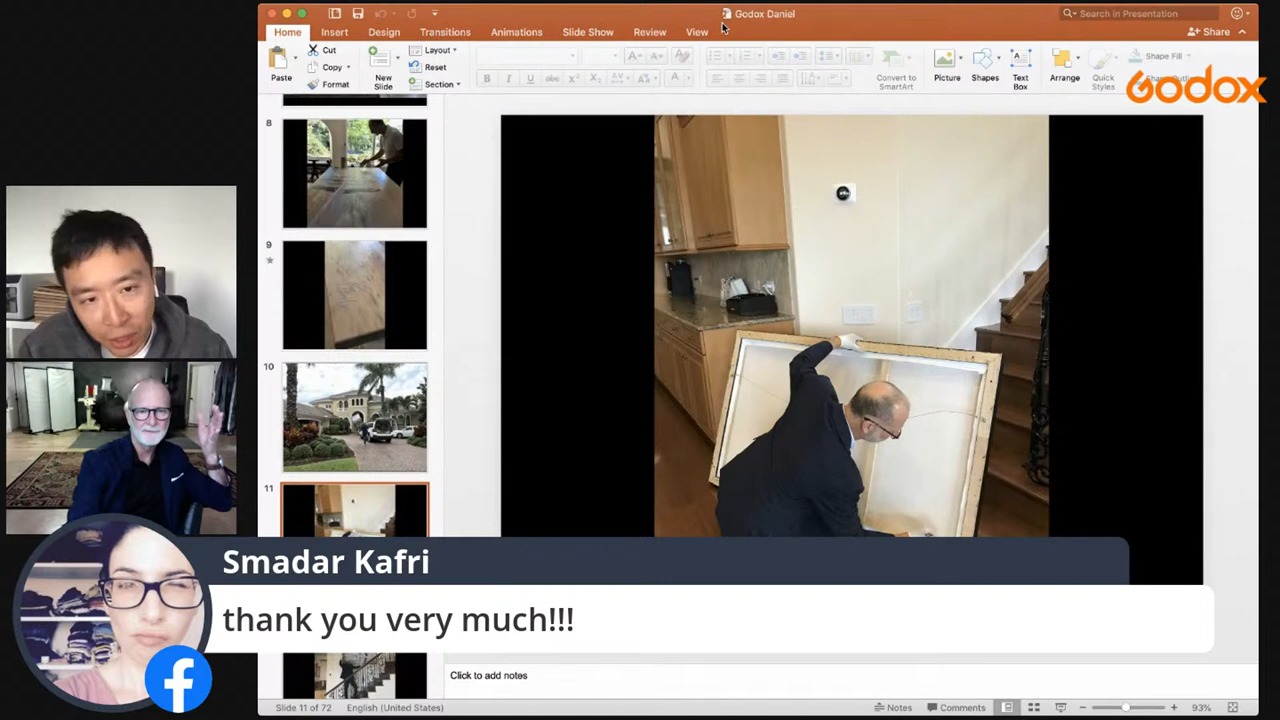 Godox Daniel
Search in Presentation
Home
Insert
Design
Transitions
Animations
Slide Show
Review
View
Share
Paste
Cut
Copy
Format
New
Slide
Layout
Reset
Section
B
I
U
abc
Convert to
SmartArt
Picture
Shapes
Text
Box
Arrange
Quick
Styles
Shape Fill
Godox
8
9
10
11
Smadar Kafri
thank you very much!!!
Click to add notes
Slide 11 of 72
English (United States)
Notes
Comments
93%